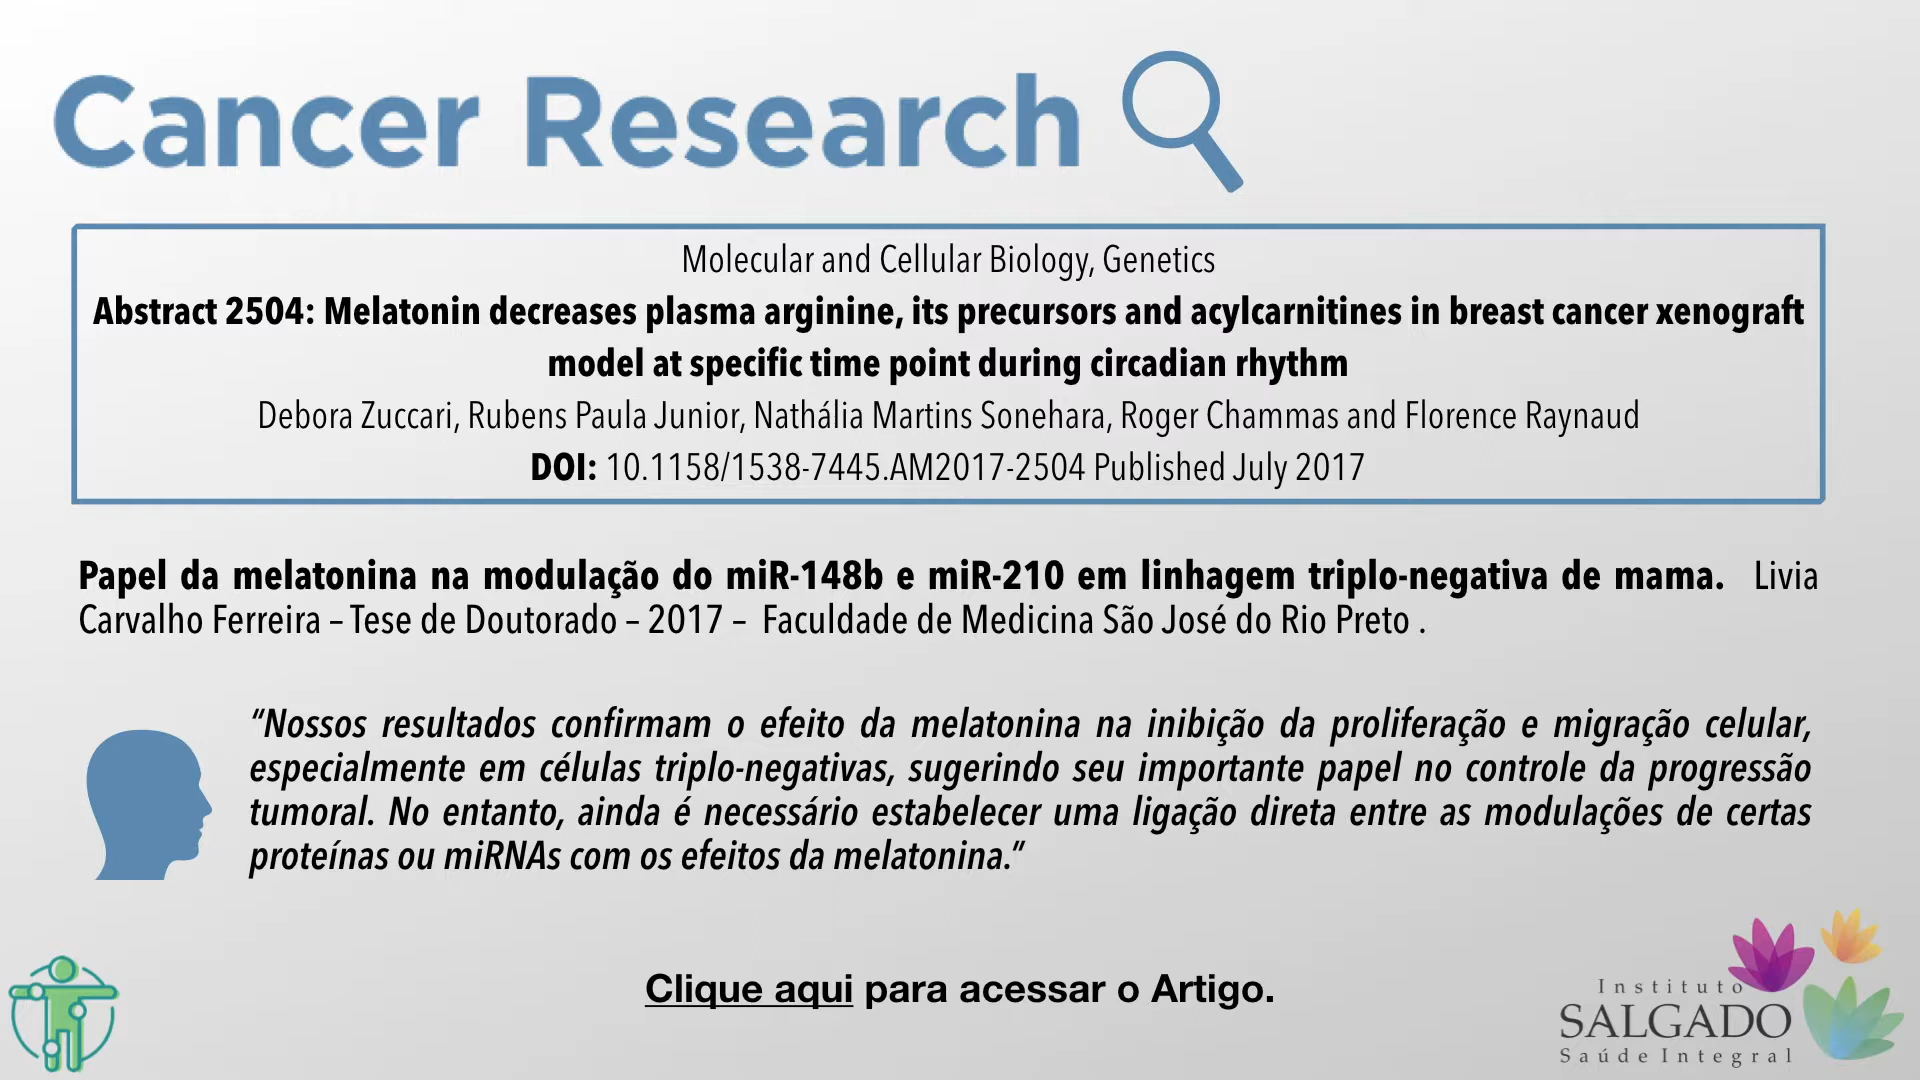 Cancer Research
Molecular and Cellular Biology, Genetics
Abstract 2504: Melatonin decreases plasma arginine, its precursors and acylcarnitines in breast cancer xenograft
model at specific time point during circadian rhythm
Debora Zuccari, Rubens Paula Junior, Nathália Martins Sonehara, Roger Chammas and Florence Raynaud
DOI: 10.1158/1538-7445.AM2017-2504 Published July 2017
Papel da melatonina na modulação do miR-148b e miR-210 em linhagem triplo-negativa de mama. Livia
Carvalho Ferreira – Tese de Doutorado – 2017 – Faculdade de Medicina São José do Rio Preto .
“Nossos resultados confirmam o efeito da melatonina na inibição da proliferação e migração celular,
especialmente em células triplo-negativas, sugerindo seu importante papel no controle da progressão
tumoral. No entanto, ainda é necessário estabelecer uma ligação direta entre as modulações de certas
proteínas ou miRNAs com os efeitos da melatonina.”
Clique aqui para acessar o Artigo.
Instituto
SALGADO
Saúde Integral